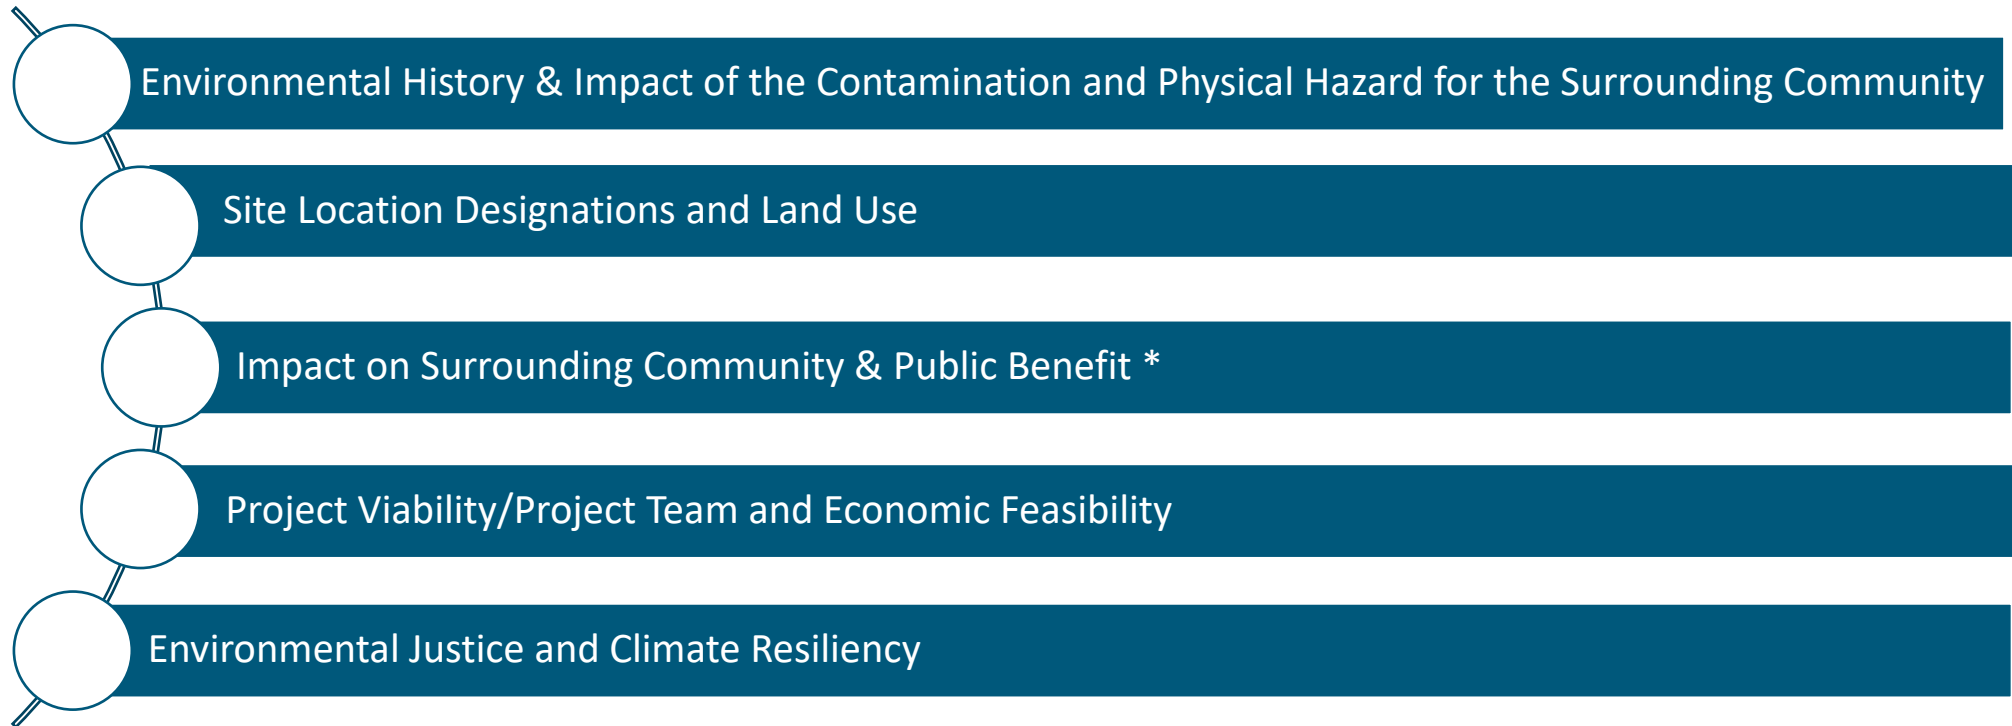 Environmental History & Impact of the Contamination and Physical Hazard for the Surrounding Community
Site Location Designations and Land Use
Impact on Surrounding Community & Public Benefit *
Project Viability/Project Team and Economic Feasibility
Environmental Justice and Climate Resiliency